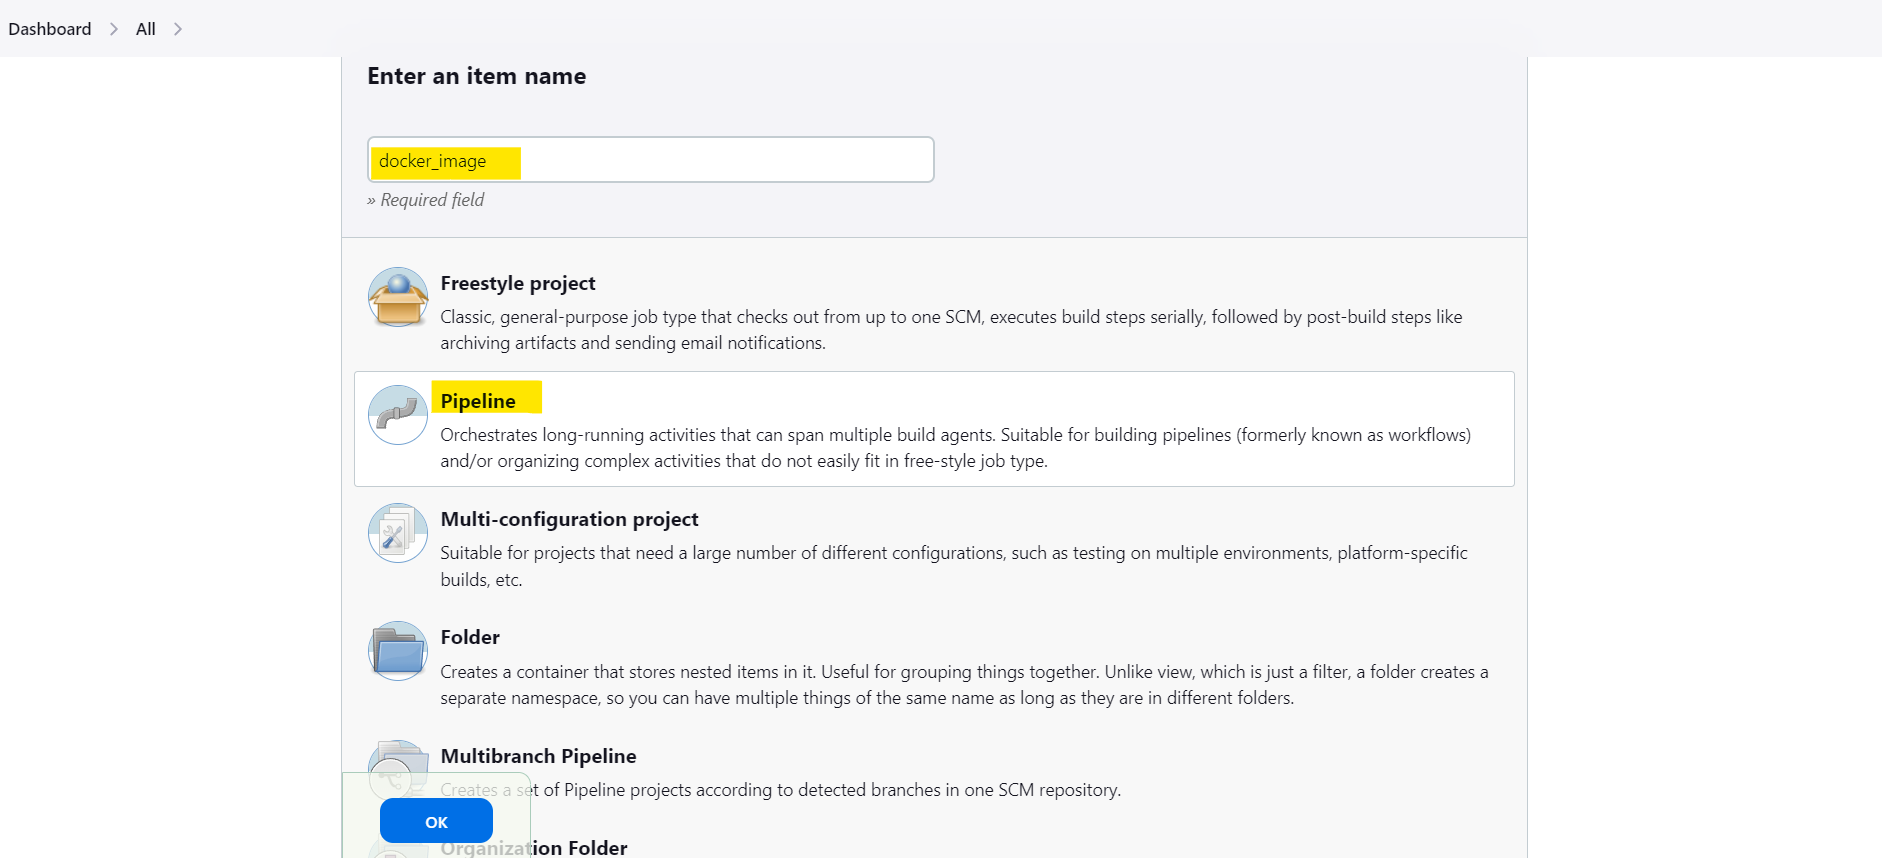 Dashboard > All >
Enter an item name
docker_image
» Required field
Freestyle project
Classic, general-purpose job type that checks out from up to one SCM, executes build steps serially, followed by post-build steps like
archiving artifacts and sending email notifications.
Pipeline
Orchestrates long-running activities that can span multiple build agents. Suitable for building pipelines (formerly known as workflows)
and/or organizing complex activities that do not easily fit in free-style job type.
Multi-configuration project
Suitable for projects that need a large number of different configurations, such as testing on multiple environments, platform-specific
builds, etc.
Folder
Creates a container that stores nested items in it. Useful for grouping things together. Unlike view, which is just a filter, a folder creates a
separate namespace, so you can have multiple things of the same name as long as they are in different folders.
Multibranch Pipeline
Creates a set of Pipeline projects according to detected branches in one SCM repository.
OK
Organization Folder